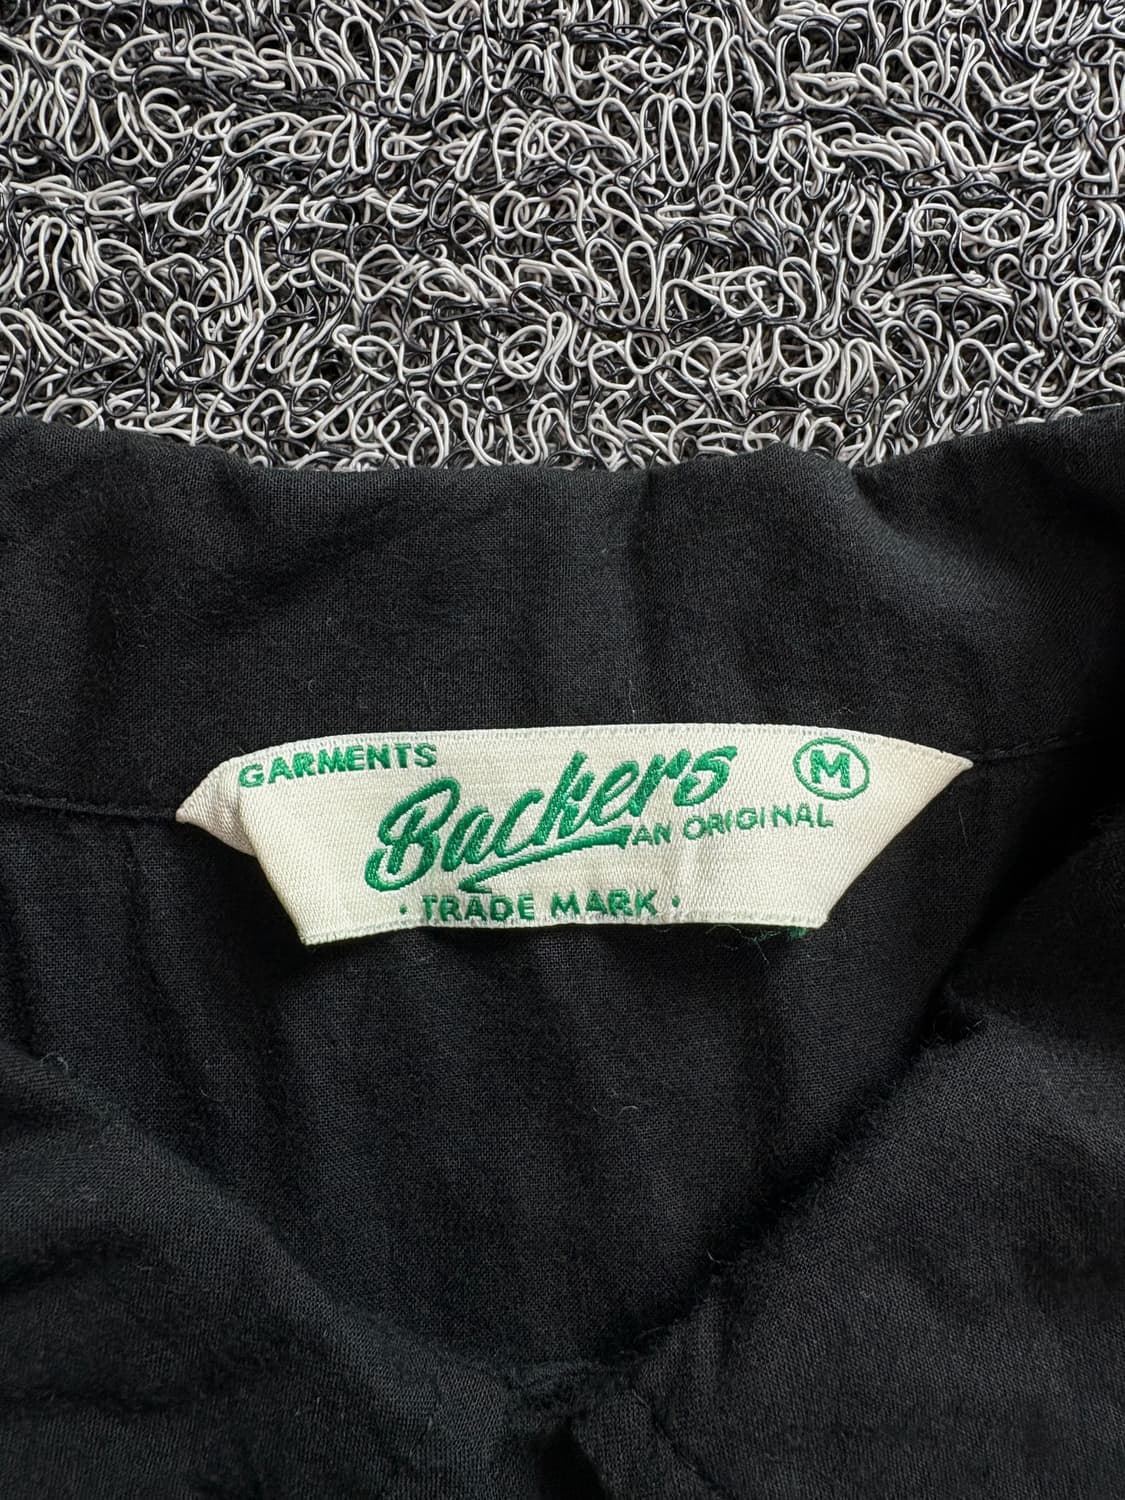 GARMENTS
Backers
M
AN ORIGINAL
· TRADE MARK ·